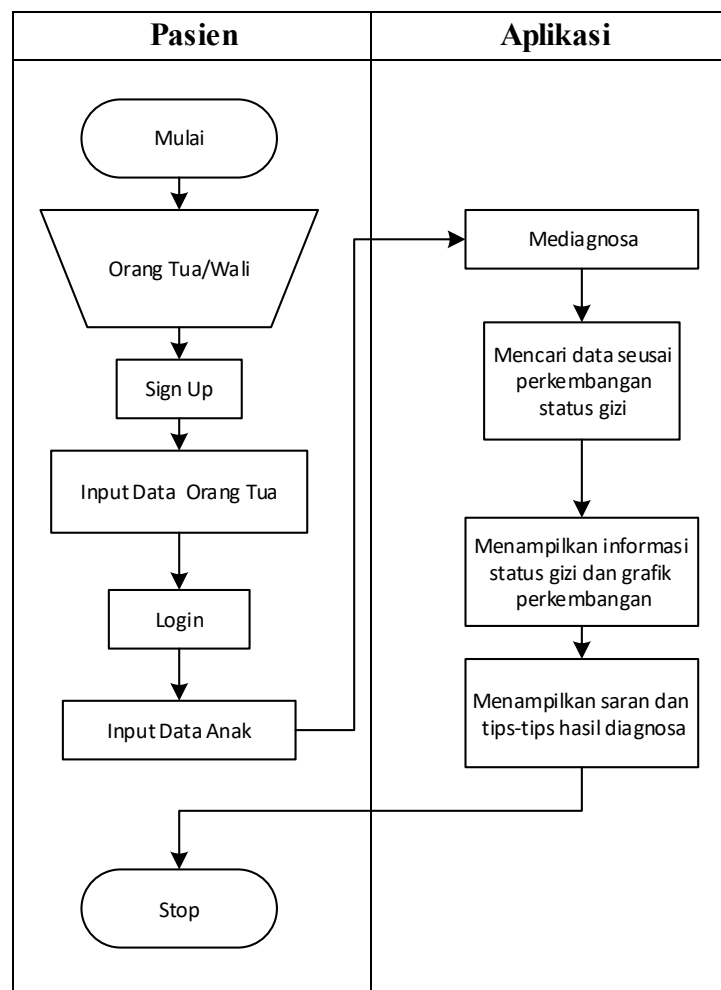 Pasien
Aplikasi
Mulai
Orang Tua/Wali
Sign Up
Input Data Orang Tua
Login
Input Data Anak
Mediagnosa
Mencari data seusai
perkembangan
status gizi
Menampilkan informasi
status gizi dan grafik
perkembangan
Menampilkan saran dan
tips-tips hasil diagnosa
Stop